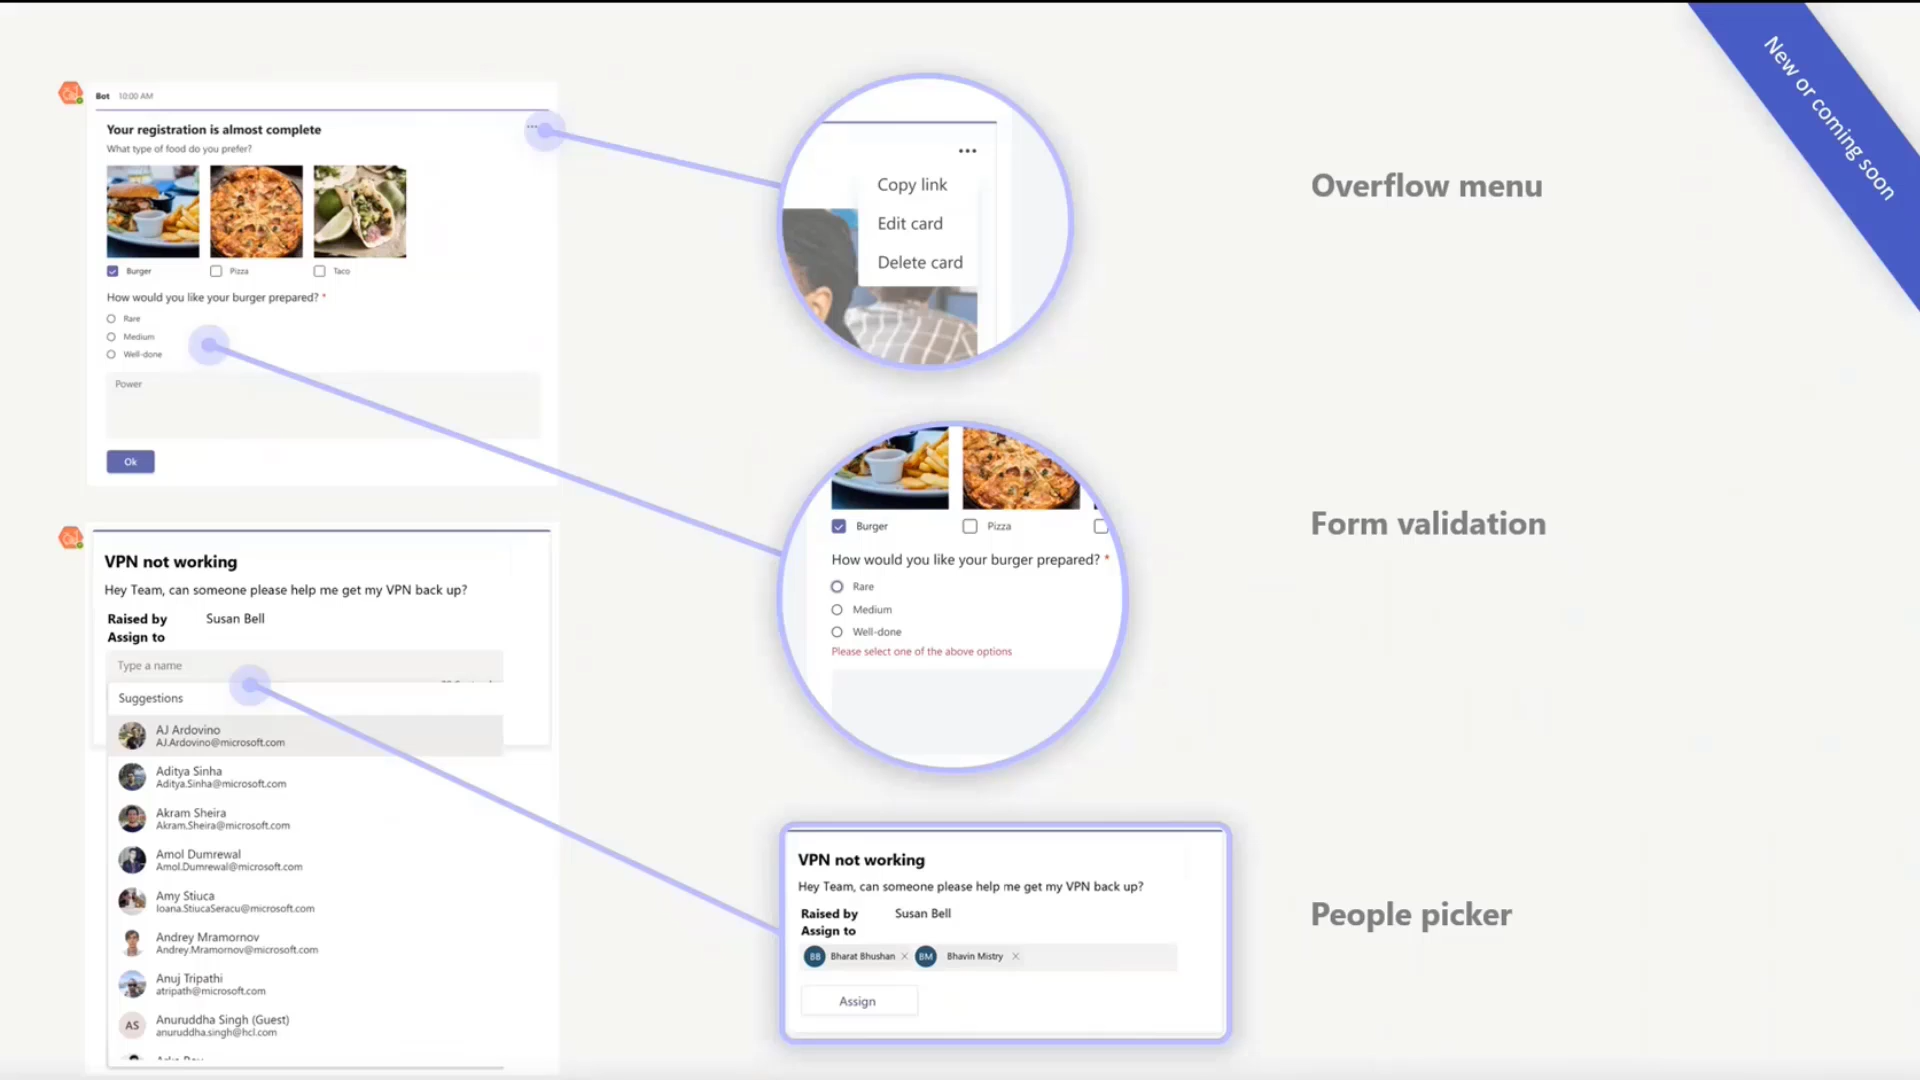 New or coming soon
Bot 10:00 AM
Your registration is almost complete
...
What type of food do you prefer?
Burger
Pizza
Taco
How would you like your burger prepared? *
Rare
Medium
Well-done
Power
Ok
...
Copy link
Edit card
Delete card
Overflow menu
Burger
Pizza
How would you like your burger prepared? *
Rare
Medium
Well-done
Please select one of the above options
Form validation
VPN not working
Hey Team, can someone please help me get my VPN back up?
Raised by Susan Bell
Assign to
Type a name
Suggestions
AJ Ardovino
AJ.Ardovino@microsoft.com
Aditya Sinha
Aditya.Sinha@microsoft.com
Akram Sheira
Akram.Sheira@microsoft.com
Amol Dumrewal
Amol.Dumrewal@microsoft.com
Amy Stiuca
Ioana.StiucaSeracu@microsoft.com
Andrey Mramornov
Andrey.Mramornov@microsoft.com
Anuj Tripathi
atripath@microsoft.com
AS
Anuruddha Singh (Guest)
anuruddha.singh@hcl.com
VPN not working
Hey Team, can someone please help me get my VPN back up?
Raised by Susan Bell
Assign to
BB Bharat Bhushan × BM Bhavin Mistry ×
Assign
People picker